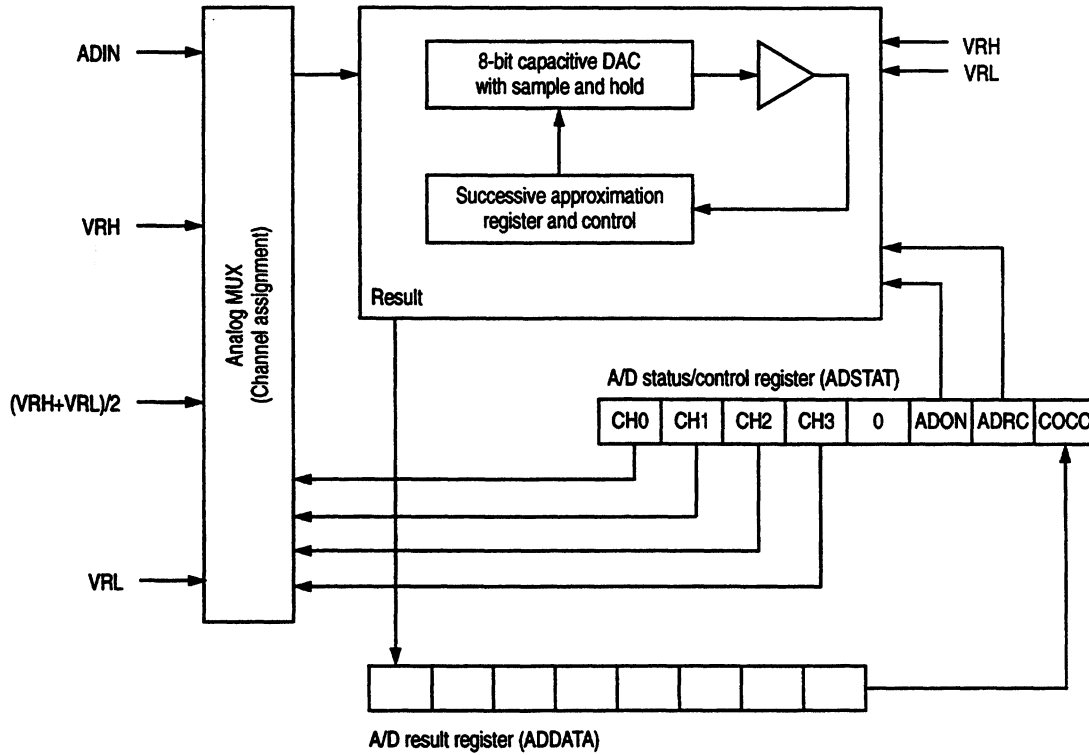 ADIN
VRH
(VRH+VRL)/2
VRL
Analog MUX
(Channel assignment)
8-bit capacitive DAC
with sample and hold
Successive approximation
register and control
Result
VRH
VRL
A/D status/control register (ADSTAT)
CH0 CH1 CH2 CH3 0 ADON ADRC COCO
A/D result register (ADDATA)